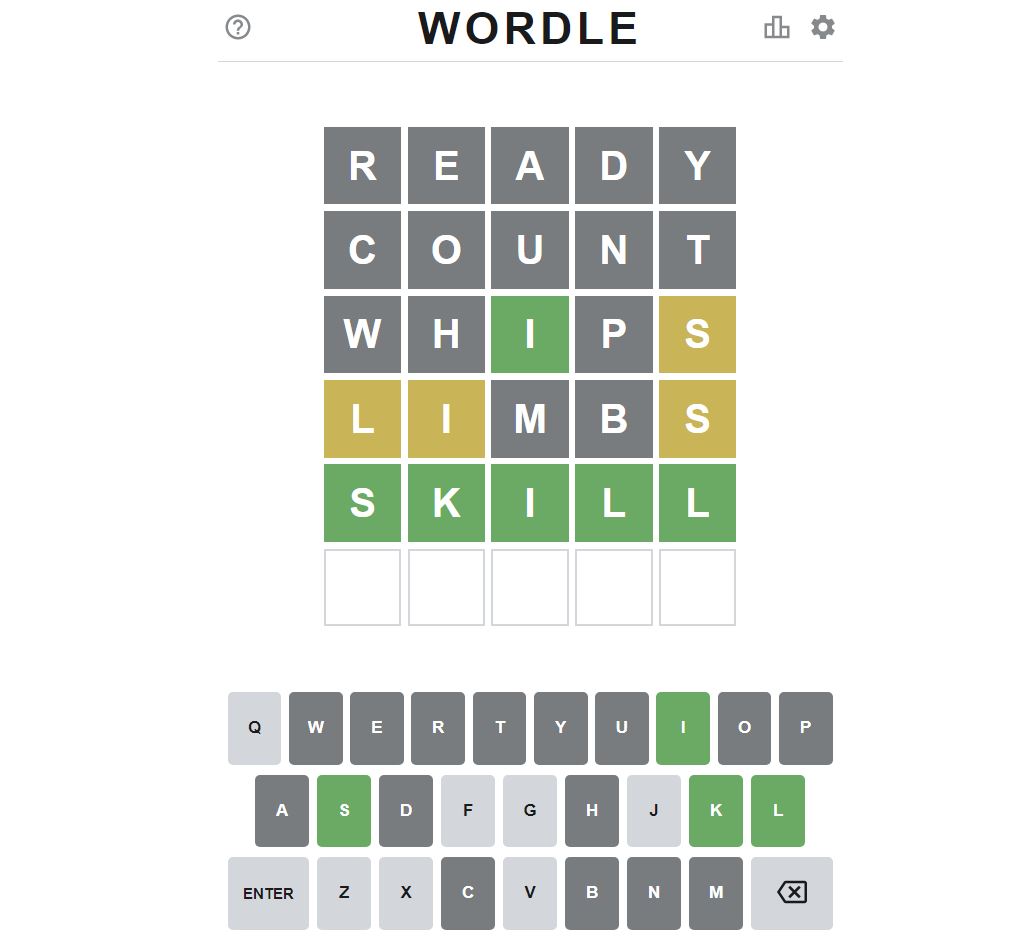 ?
WORDLE
R E A D Y
C O U N T
W H I P S
L I M B S
S K I L L
Q W E R T Y U I O P
A S D F G H J K L
ENTER Z X C V B N M